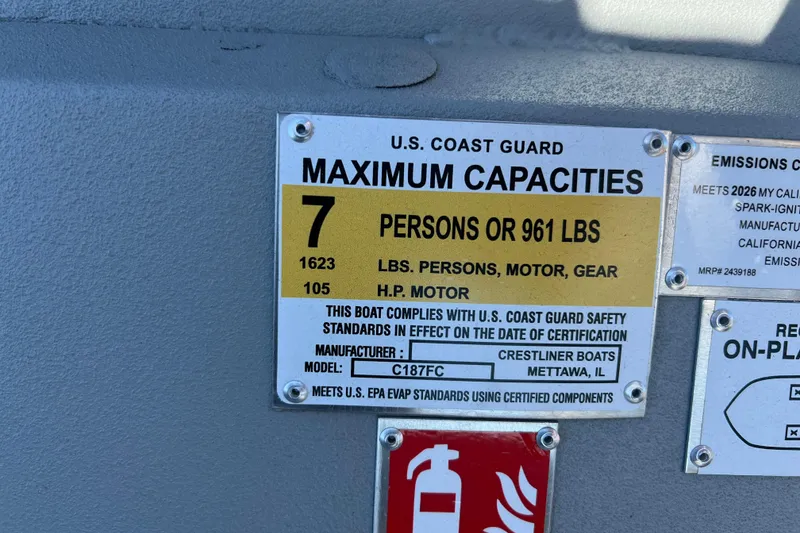 U.S. COAST GUARD
MAXIMUM CAPACITIES
7 PERSONS OR 961 LBS
1623 LBS. PERSONS, MOTOR, GEAR
105 H.P. MOTOR
THIS BOAT COMPLIES WITH U.S. COAST GUARD SAFETY
STANDARDS IN EFFECT ON THE DATE OF CERTIFICATION
MANUFACTURER : CRESTLINER BOATS
MODEL: C187FC METTAWA, IL
MEETS U.S. EPA EVAP STANDARDS USING CERTIFIED COMPONENTS
EMISSIONS C
MEETS 2026 MY CALI
SPARK-IGNIT
MANUFACTU
CALIFORNIA
EMISS
MRP# 2439188
RE
ON-PLA